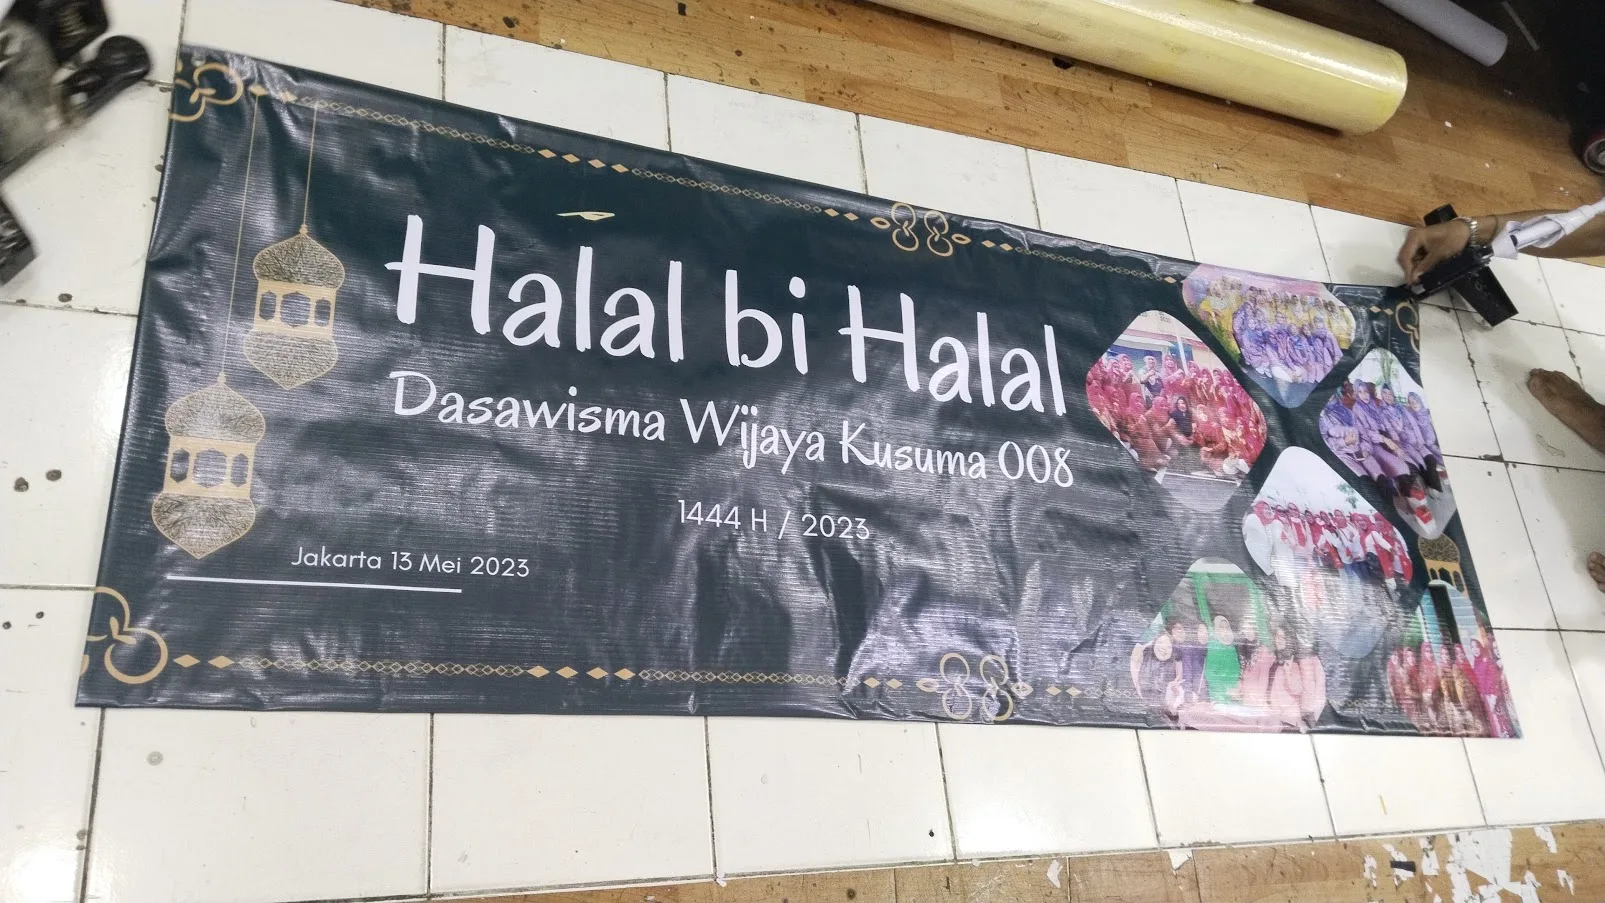 Halal bi Halal
Dasawisma Wijaya Kusuma 008
1444 H / 2023
Jakarta 13 Mei 2023